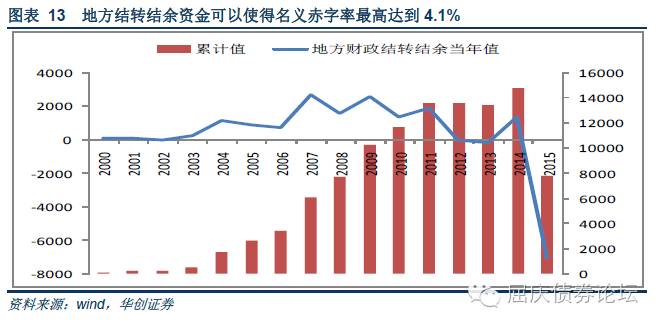 图表 13 地方结转结余资金可以使得名义赤字率最高达到 4.1%
累计值 地方财政结转结余当年值
4000 16000
2000 14000
0 12000
-2000 10000
-4000 8000
-6000 6000
-8000 4000
2000
0
2000 2001 2002 2003 2004 2005 2006 2007 2008 2009 2010 2011 2012 2013 2014 2015
资料来源：wind，华创证券
屈庆债券论坛